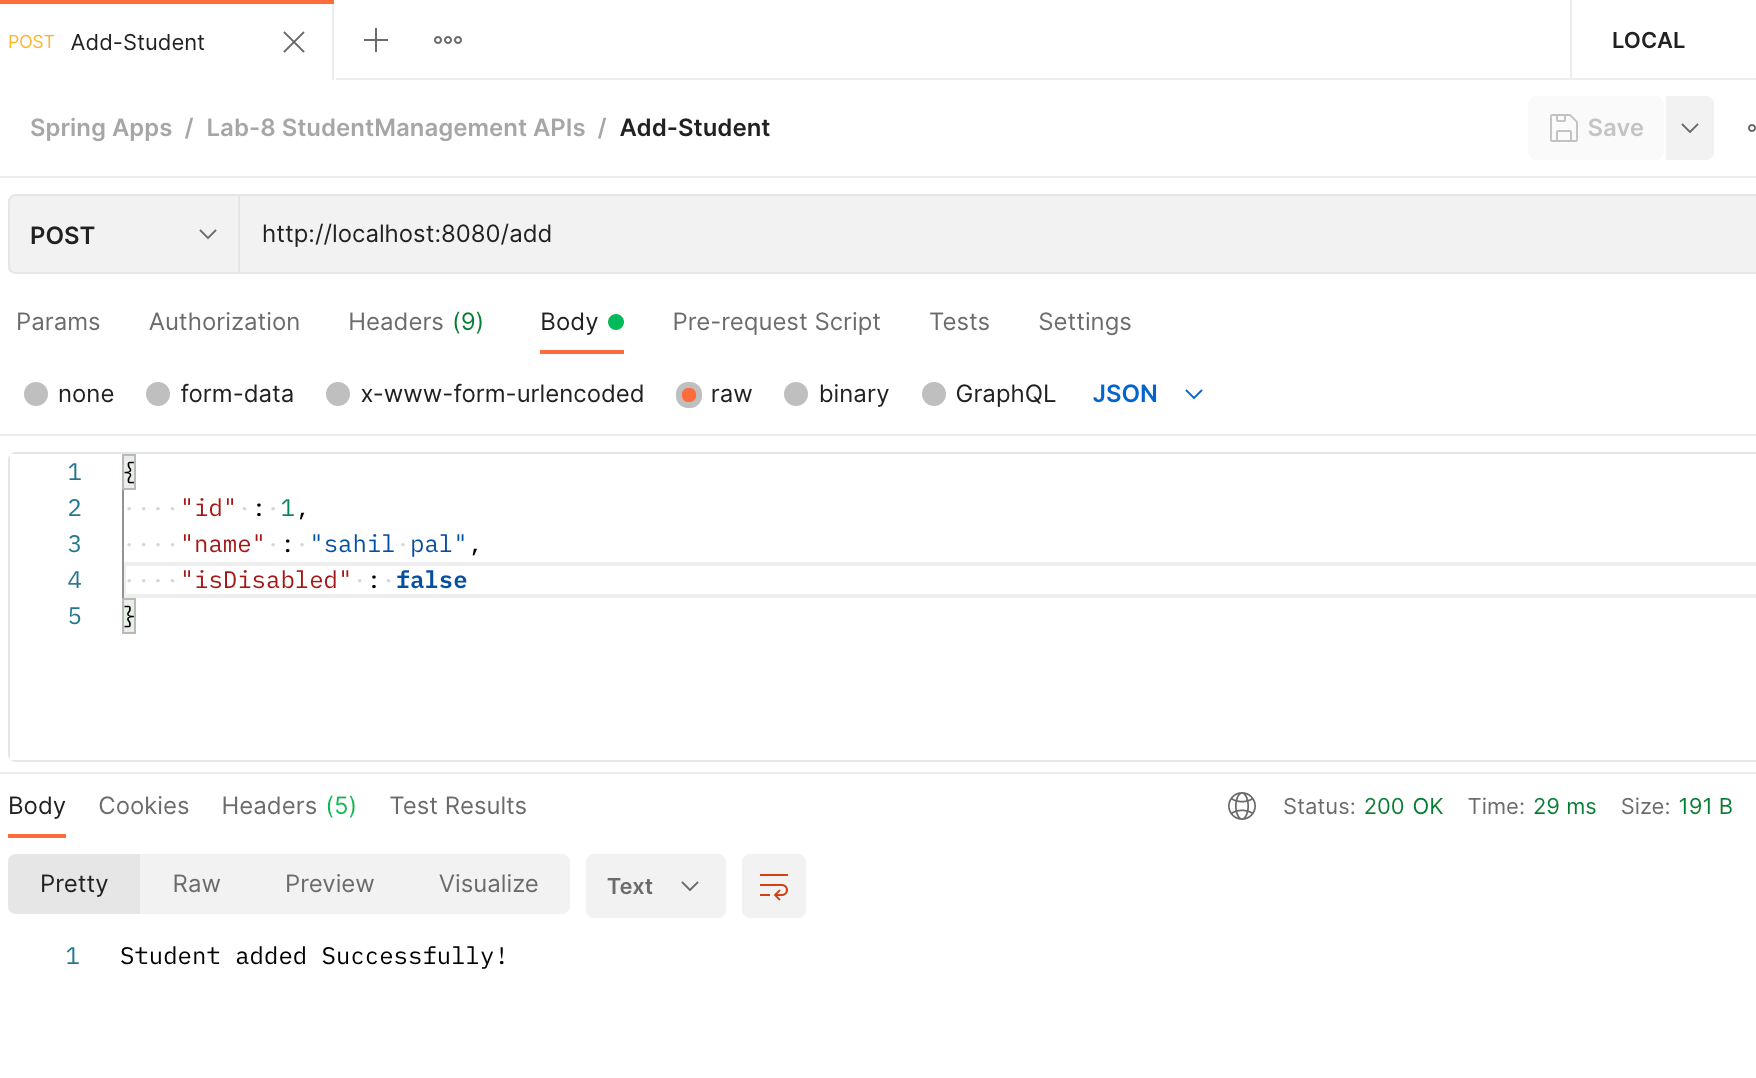 POST Add-Student
LOCAL
Spring Apps / Lab-8 StudentManagement APIs / Add-Student
Save
POST http://localhost:8080/add
Params Authorization Headers (9) Body Pre-request Script Tests Settings
none form-data x-www-form-urlencoded raw binary GraphQL JSON
1 {
2 "id" : 1,
3 "name" : "sahil pal",
4 "isDisabled" : false
5 }
Body Cookies Headers (5) Test Results Status: 200 OK Time: 29 ms Size: 191 B
Pretty Raw Preview Visualize Text
1 Student added Successfully!